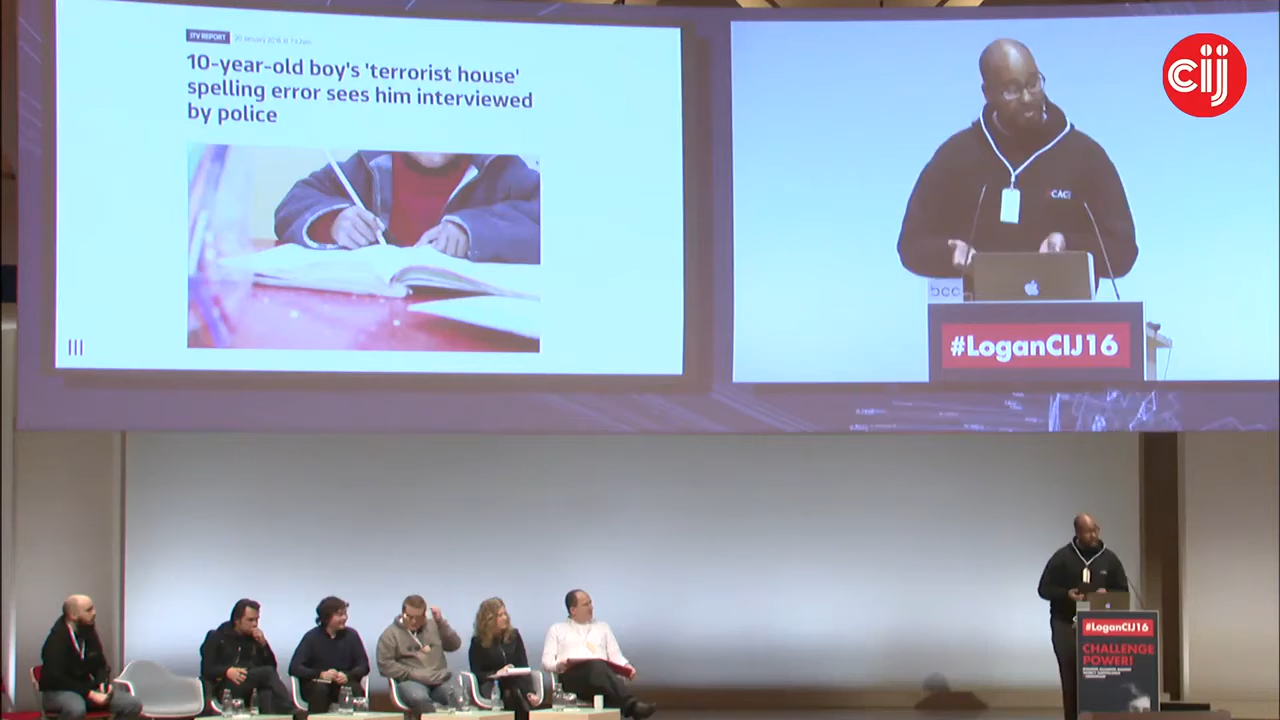 ITV REPORT
10-year-old boy's 'terrorist house'
spelling error sees him interviewed
by police
cij
CAGE
bcc
#LoganCIJ16
#LoganCIJ16
CHALLENGE
POWER!